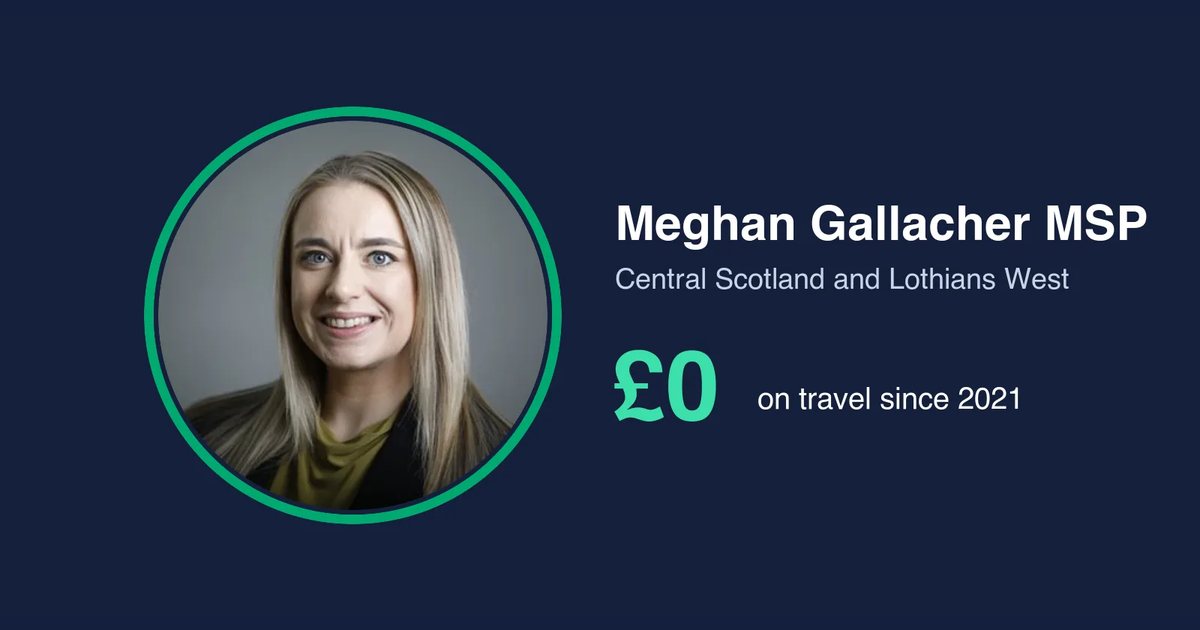 Meghan Gallacher MSP
Central Scotland and Lothians West
£0 on travel since 2021